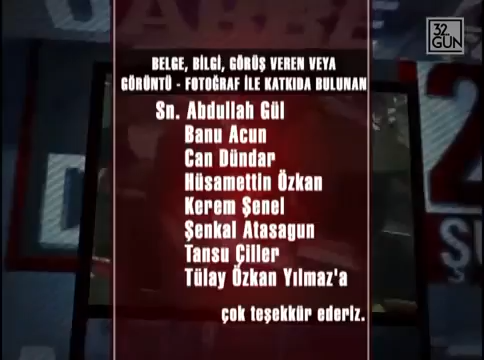 32.
GÜN
BELGE, BİLGİ, GÖRÜŞ VEREN VEYA
GÖRÜNTÜ - FOTOĞRAF İLE KATKIDA BULUNAN
Sn. Abdullah Gül
Banu Acun
Can Dündar
Hüsamettin Özkan
Kerem Şenel
Şenkal Atasagun
Tansu Çiller
Tülay Özkan Yılmaz'a
çok teşekkür ederiz.